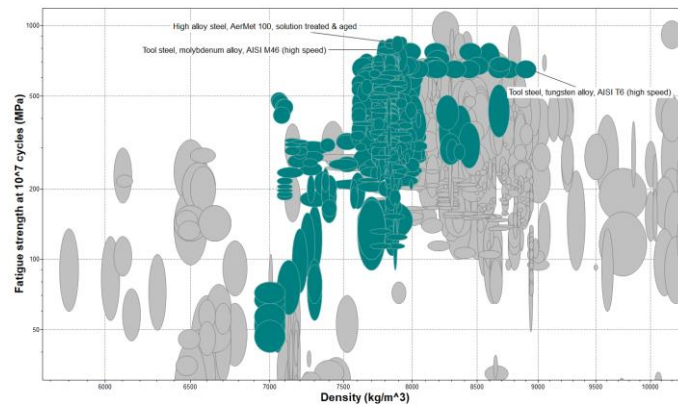 High alloy steel, AerMet 100, solution treated & aged
Tool steel, molybdenum alloy, AISI M46 (high speed)
Tool steel, tungsten alloy, AISI T6 (high speed)
Fatigue strength at 10^7 cycles (MPa)
1000
500
200
100
50
6000
6500
7000
7500
8000
8500
9000
9500
10000
Density (kg/m^3)